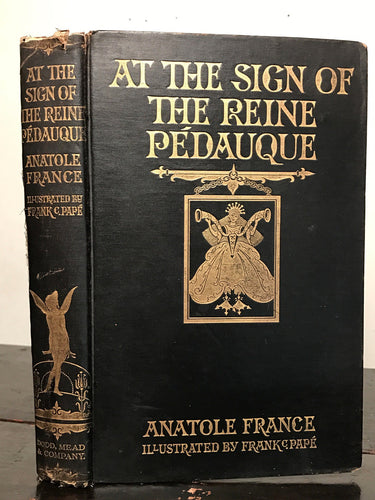 AT THE
SIGN OF
THE REINE
PÉDAUQUE
ANATOLE
FRANCE
ILLUSTRATED BY
FRANK C. PAPÉ
DODD, MEAD
& COMPANY.
AT THE SIGN OF
THE REINE
PÉDAUQUE
ANATOLE FRANCE
ILLUSTRATED BY FRANK C. PAPÉ